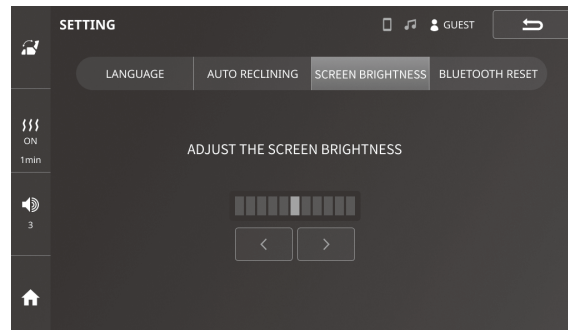 SETTING
GUEST
LANGUAGE
AUTO RECLINING
SCREEN BRIGHTNESS
BLUETOOTH RESET
ON
1min
ADJUST THE SCREEN BRIGHTNESS
3